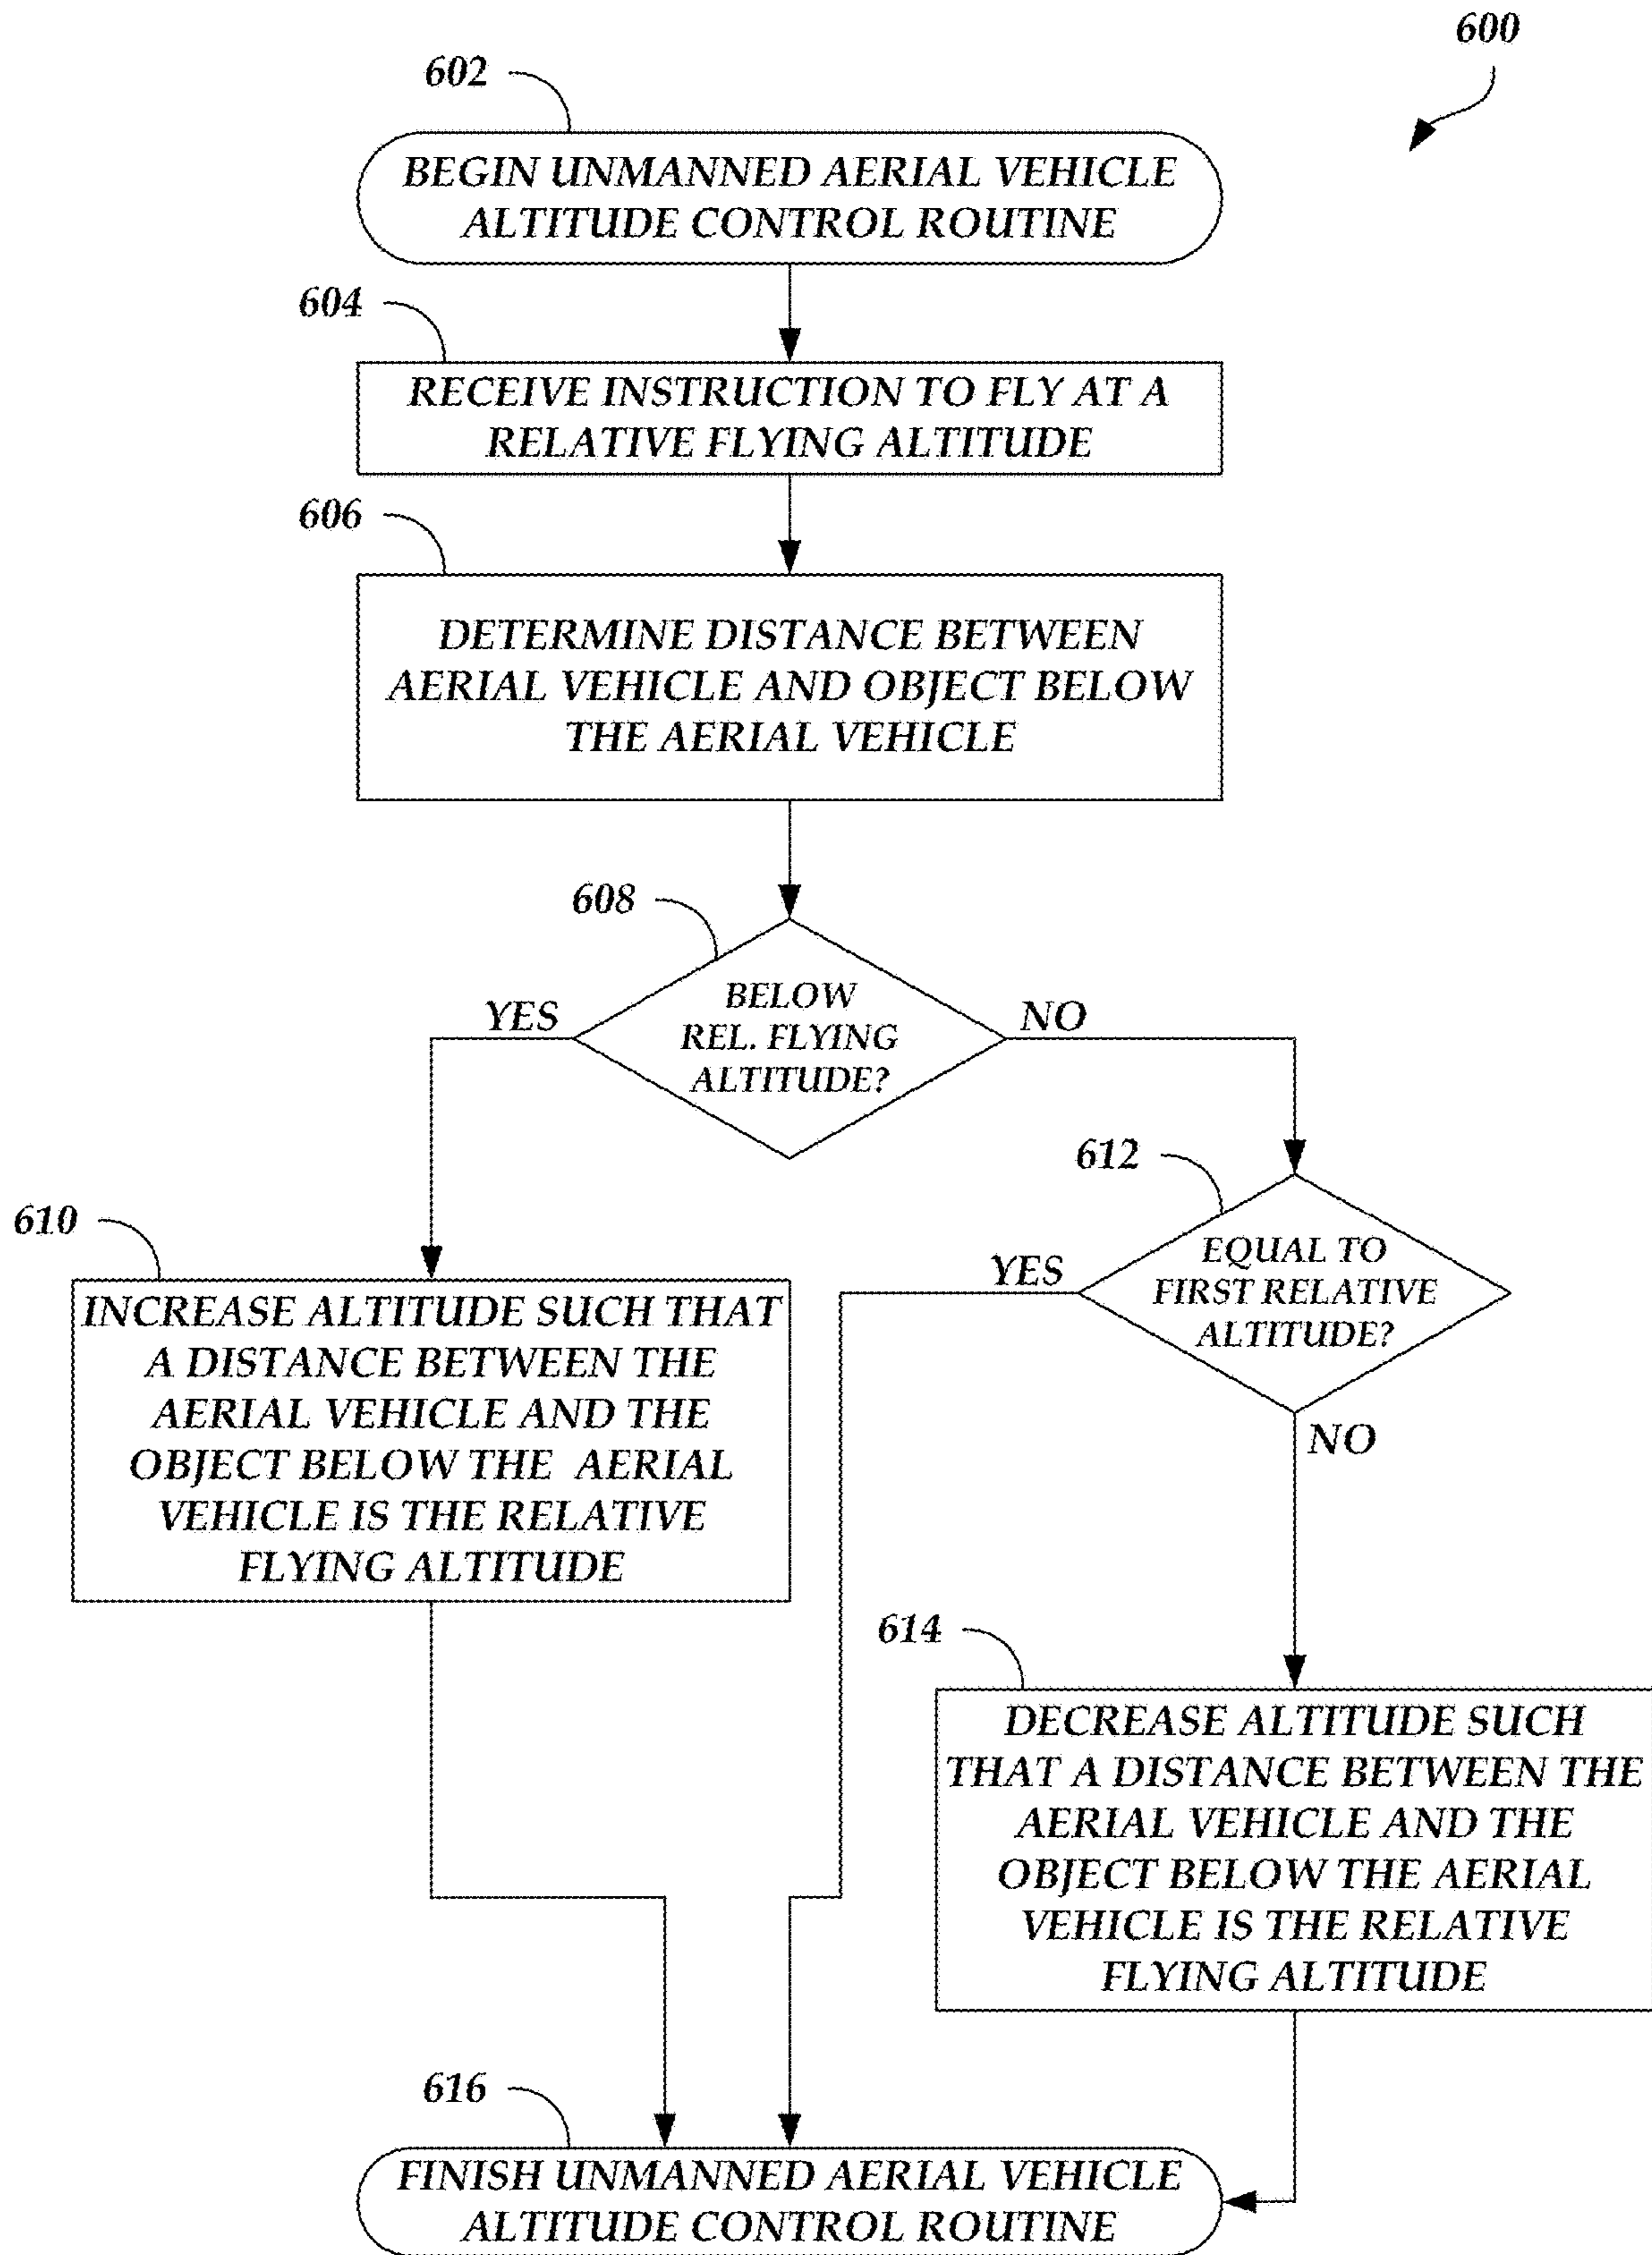 600
602
BEGIN UNMANNED AERIAL VEHICLE
ALTITUDE CONTROL ROUTINE
604
RECEIVE INSTRUCTION TO FLY AT A
RELATIVE FLYING ALTITUDE
606
DETERMINE DISTANCE BETWEEN
AERIAL VEHICLE AND OBJECT BELOW
THE AERIAL VEHICLE
608
BELOW
REL. FLYING
ALTITUDE?
YES
NO
610
INCREASE ALTITUDE SUCH THAT
A DISTANCE BETWEEN THE
AERIAL VEHICLE AND THE
OBJECT BELOW THE AERIAL
VEHICLE IS THE RELATIVE
FLYING ALTITUDE
612
EQUAL TO
FIRST RELATIVE
ALTITUDE?
YES
NO
614
DECREASE ALTITUDE SUCH
THAT A DISTANCE BETWEEN THE
AERIAL VEHICLE AND THE
OBJECT BELOW THE AERIAL
VEHICLE IS THE RELATIVE
FLYING ALTITUDE
616
FINISH UNMANNED AERIAL VEHICLE
ALTITUDE CONTROL ROUTINE